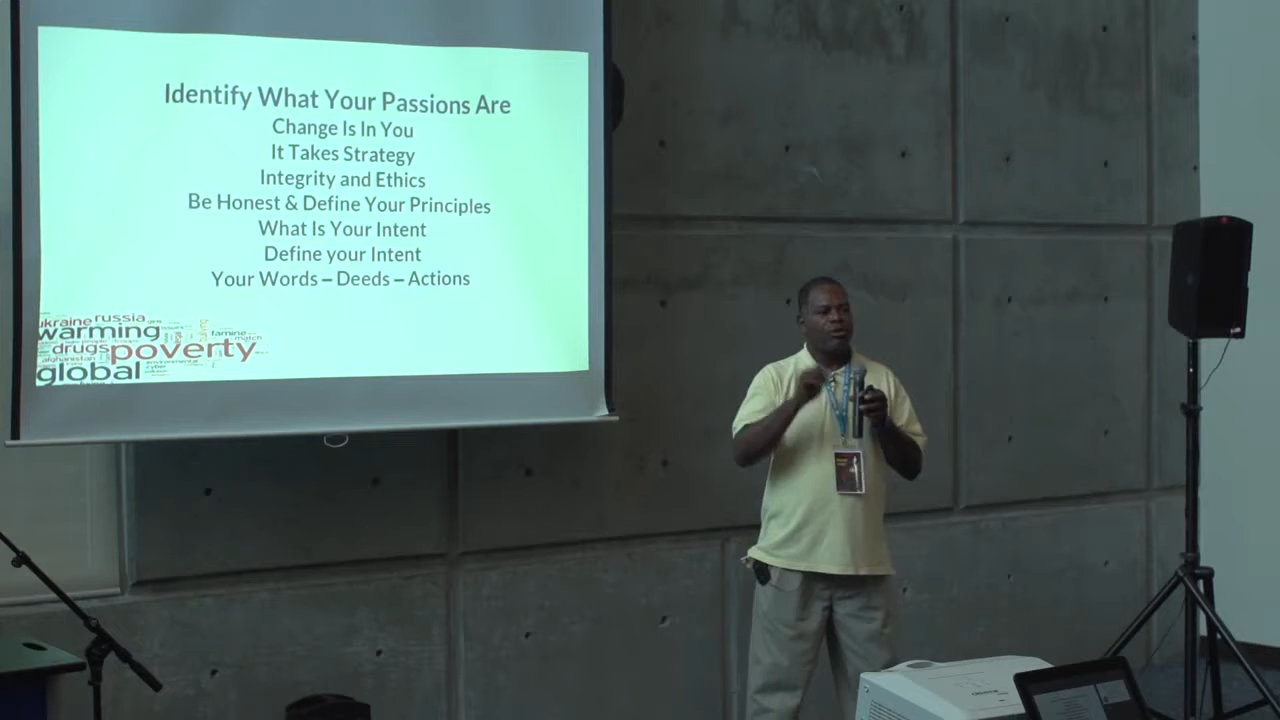 Identify What Your Passions Are
Change Is In You
It Takes Strategy
Integrity and Ethics
Be Honest & Define Your Principles
What Is Your Intent
Define your Intent
Your Words – Deeds – Actions
ukraine russia
warming famine
drugs poverty
afghanistan
global